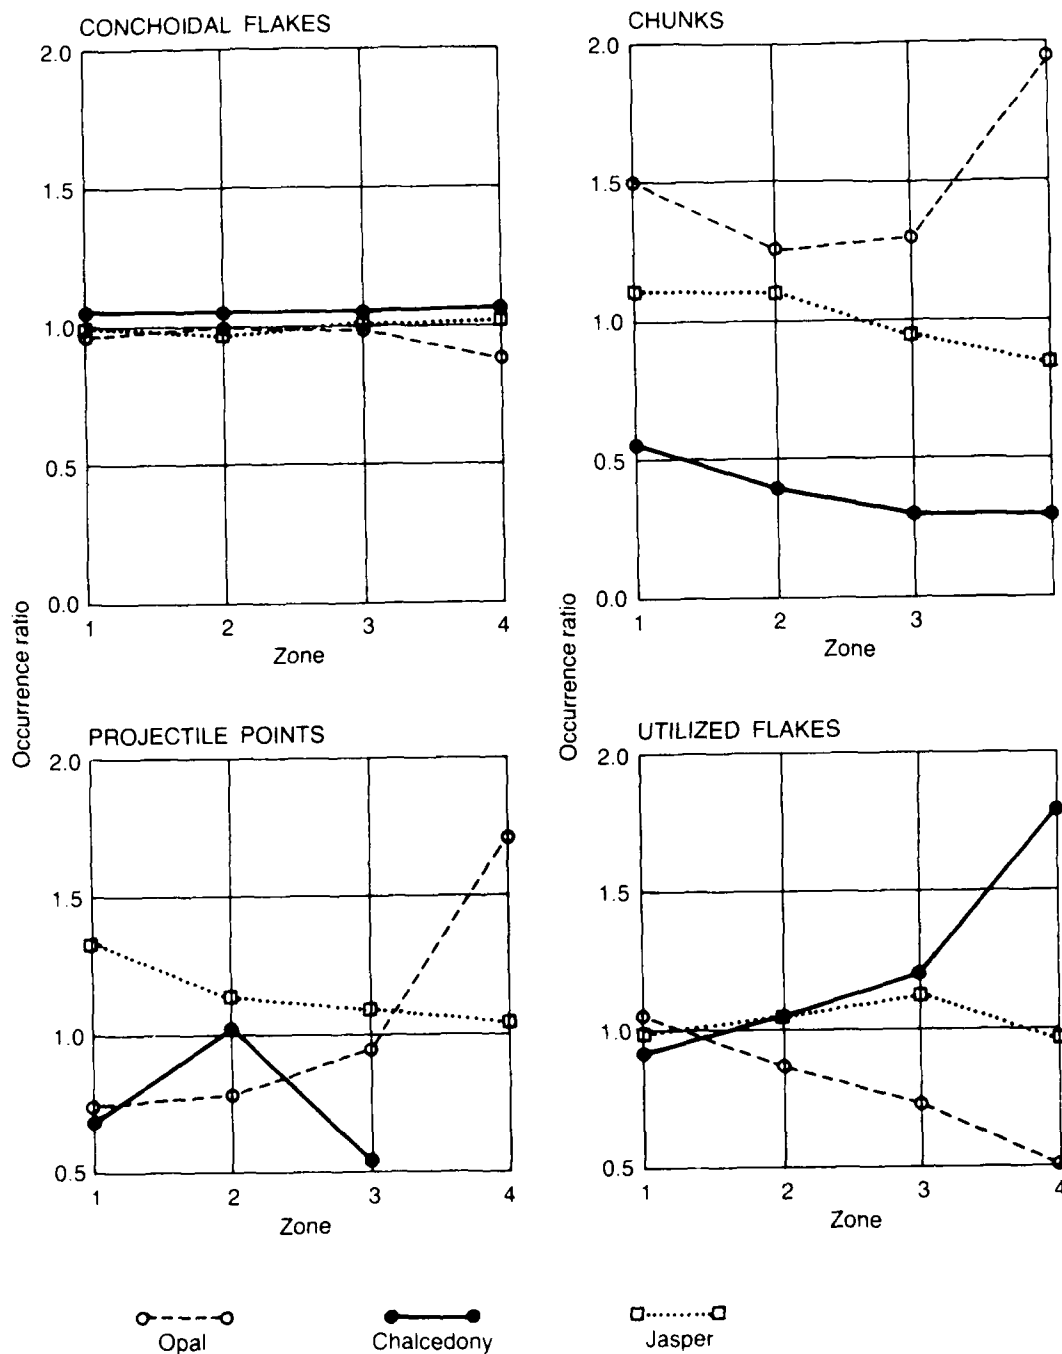 CONCHOIDAL FLAKES
2.0
1.5
1.0
0.5
0.0
1 2 3 4
Zone
Occurrence ratio
CHUNKS
2.0
1.5
1.0
0.5
0.0
1 2 3
Zone
Occurrence ratio
PROJECTILE POINTS
2.0
1.5
1.0
0.5
1 2 3 4
Zone
UTILIZED FLAKES
2.0
1.5
1.0
0.5
1 2 3 4
Zone
Opal Chalcedony Jasper